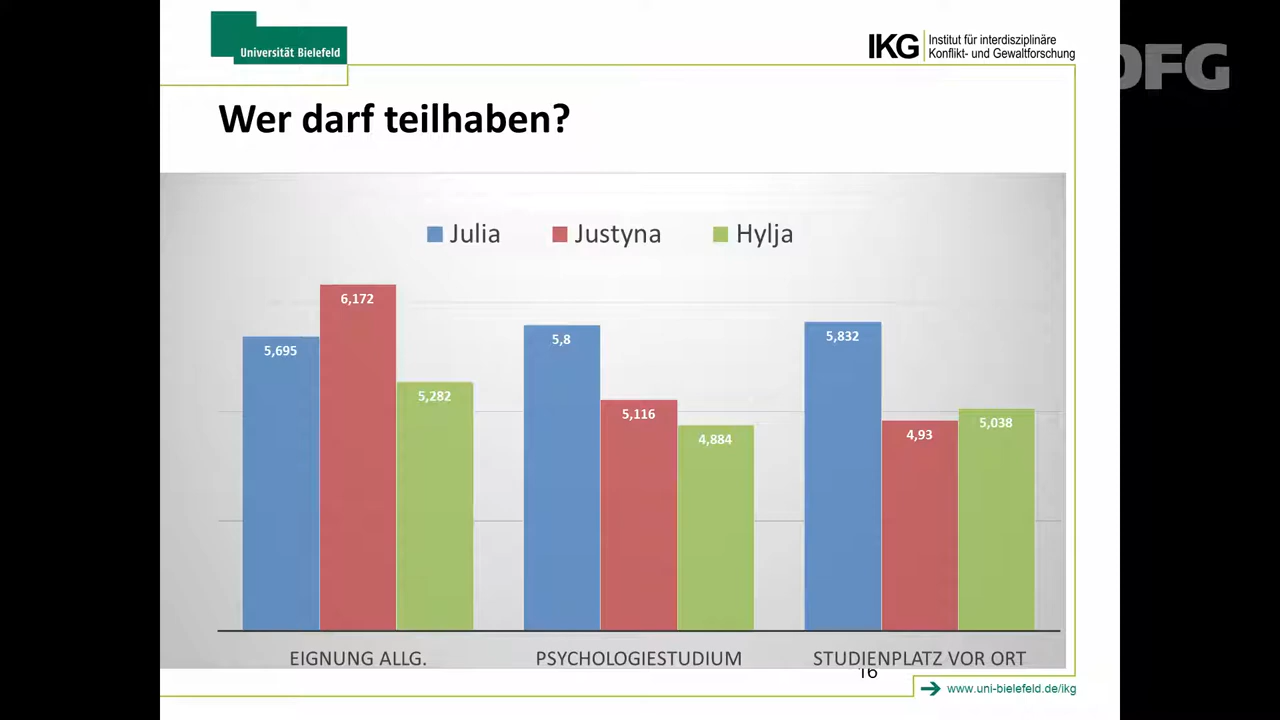 Universität Bielefeld
IKG Institut für interdisziplinäre
Konflikt- und Gewaltforschung
DFG
Wer darf teilhaben?
Julia Justyna Hylja
5,695 6,172 5,282
5,8 5,116 4,884
5,832 4,93 5,038
EIGNUNG ALLG. PSYCHOLOGIESTUDIUM STUDIENPLATZ VOR ORT
16
www.uni-bielefeld.de/ikg